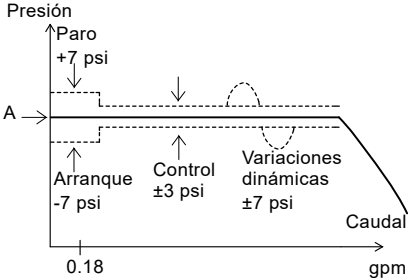 Presión
Paro
+7 psi
A
Arranque
-7 psi
Control
±3 psi
Variaciones
dinámicas
±7 psi
Caudal
0.18
gpm